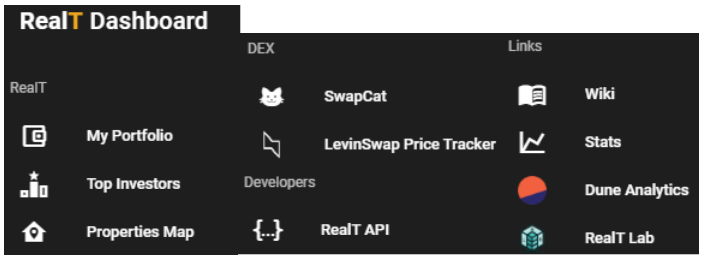 RealT Dashboard
RealT
My Portfolio
Top Investors
Properties Map
DEX
SwapCat
LevinSwap Price Tracker
Developers
{...} RealT API
Links
Wiki
Stats
Dune Analytics
RealT Lab